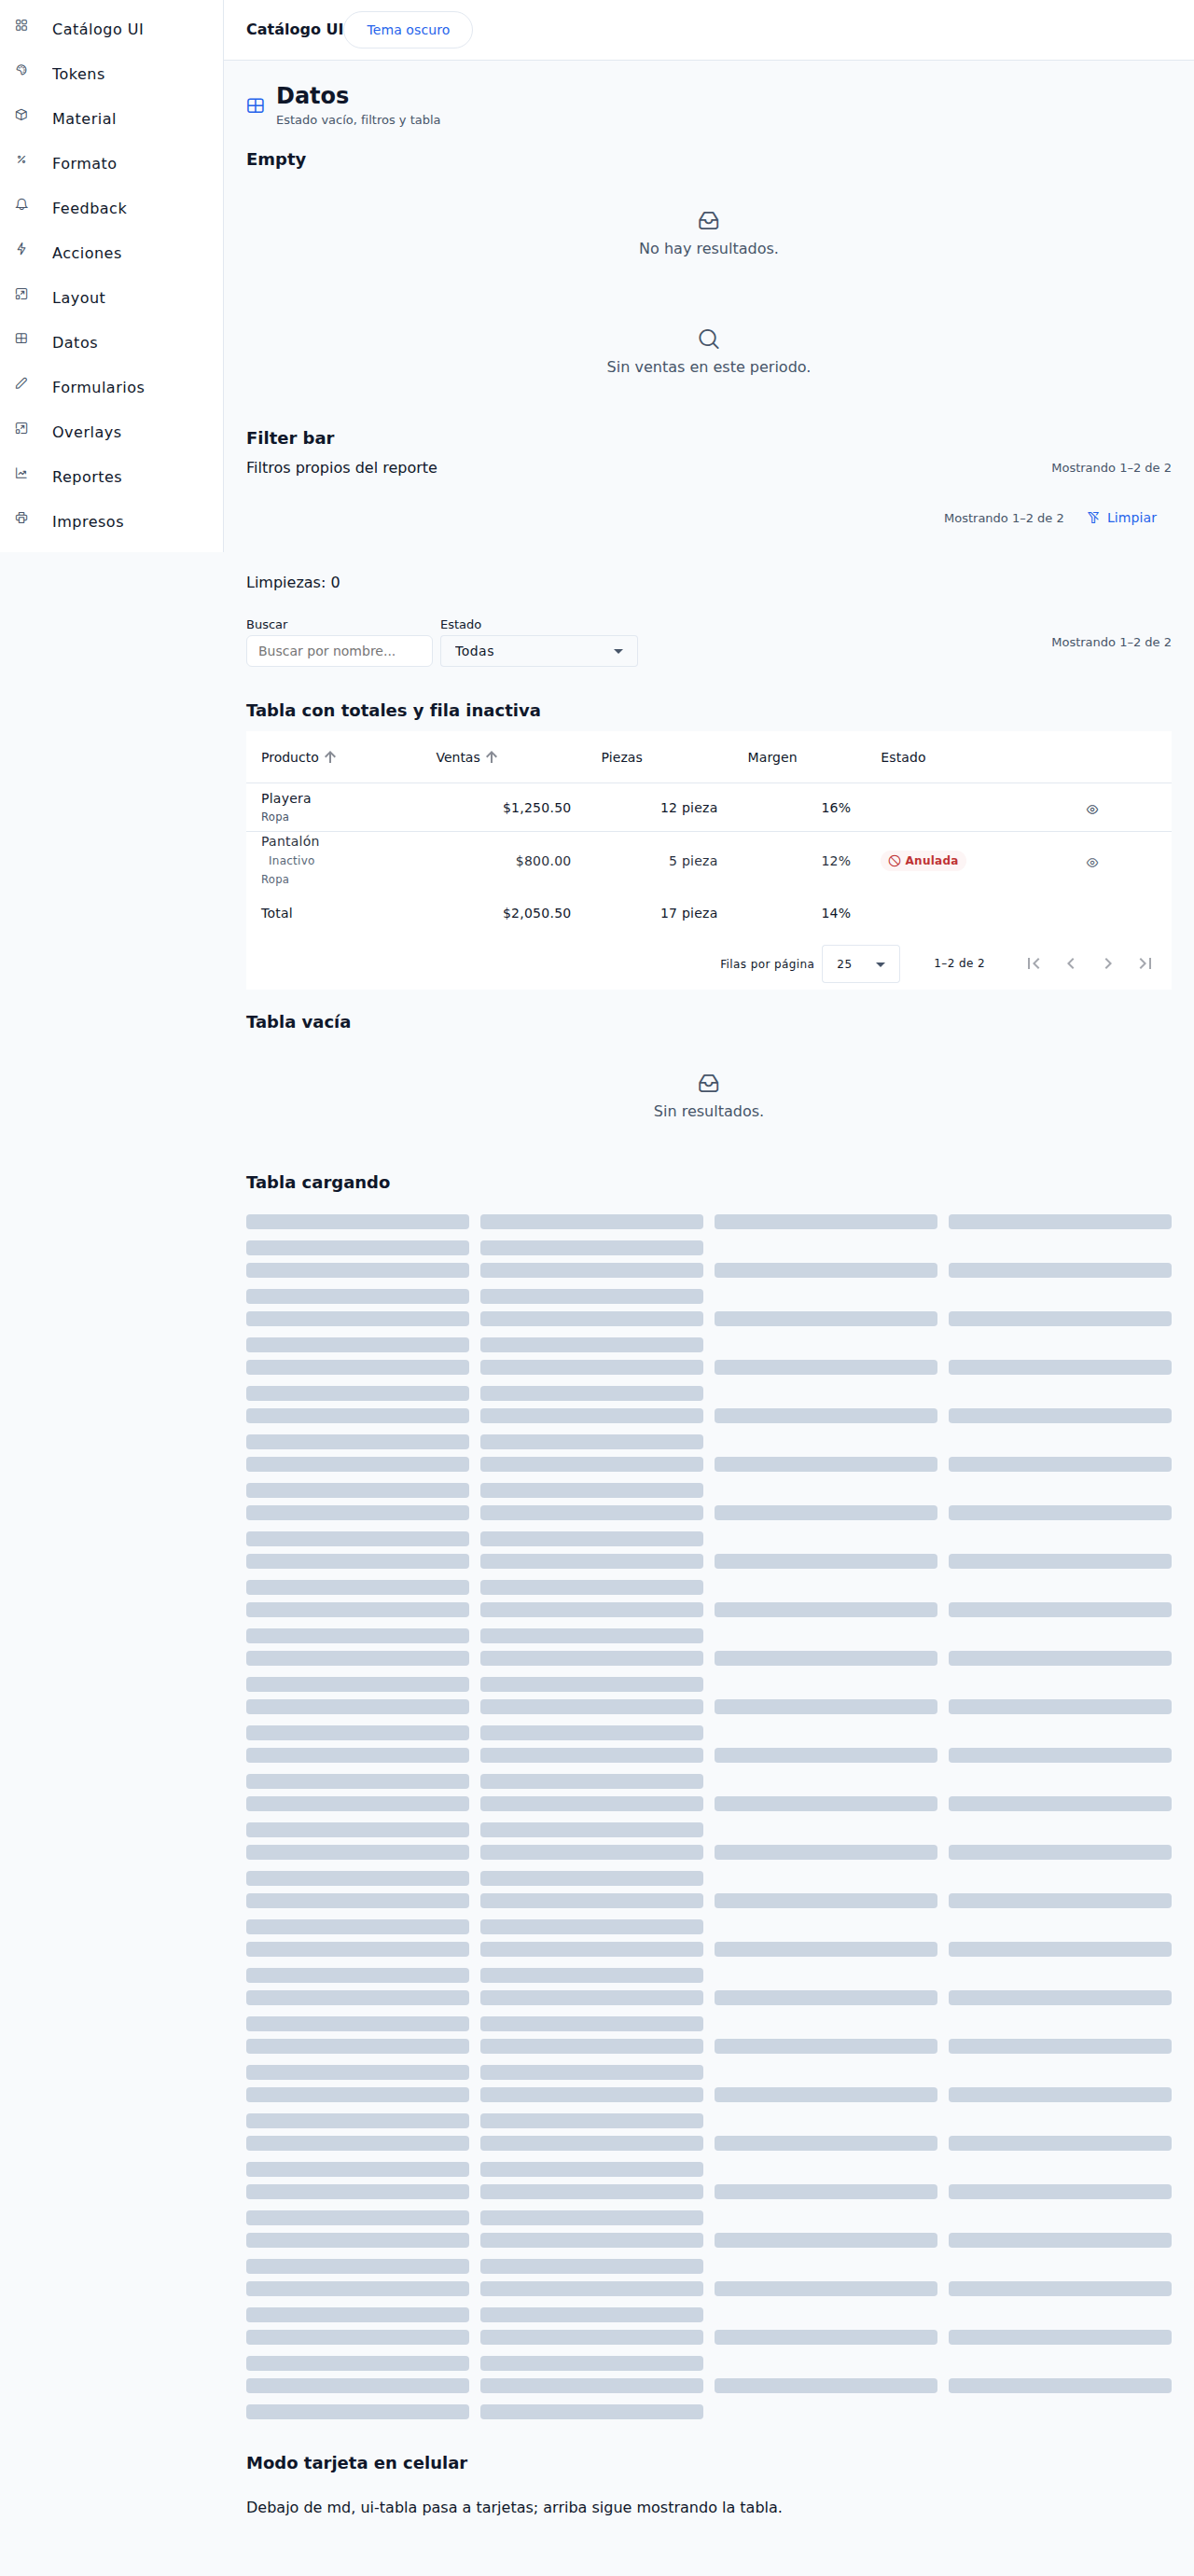 Catálogo UI
Tokens
Material
Formato
Feedback
Acciones
Layout
Datos
Formularios
Overlays
Reportes
Impresos
Catálogo UI
Tema oscuro
Datos
Estado vacío, filtros y tabla
Empty
No hay resultados.
Sin ventas en este periodo.
Filter bar
Filtros propios del reporte
Mostrando 1–2 de 2
Mostrando 1–2 de 2
Limpiar
Limpiezas: 0
Buscar
Estado
Buscar por nombre...
Todas
Mostrando 1–2 de 2
Tabla con totales y fila inactiva
Producto Ventas Piezas Margen Estado
Playera
Ropa
$1,250.50 12 pieza 16%
Pantalón
Inactivo
Ropa
$800.00 5 pieza 12% Anulada
Total $2,050.50 17 pieza 14%
Filas por página 25 1–2 de 2
Tabla vacía
Sin resultados.
Tabla cargando
Modo tarjeta en celular
Debajo de md, ui-tabla pasa a tarjetas; arriba sigue mostrando la tabla.